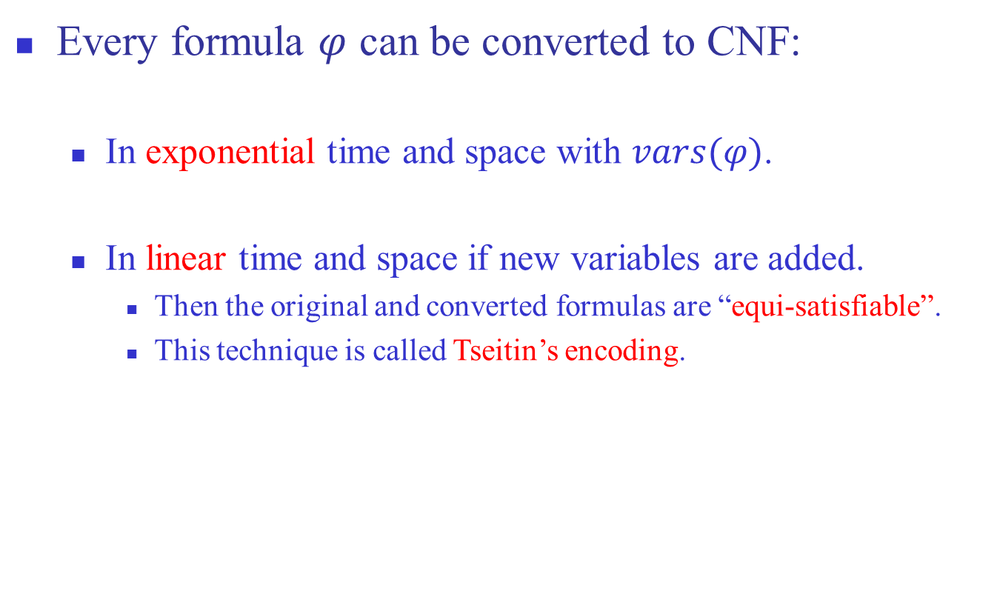 Every formula φ can be converted to CNF:
In exponential time and space with vars(φ).
In linear time and space if new variables are added.
Then the original and converted formulas are “equi-satisfiable”.
This technique is called Tseitin’s encoding.